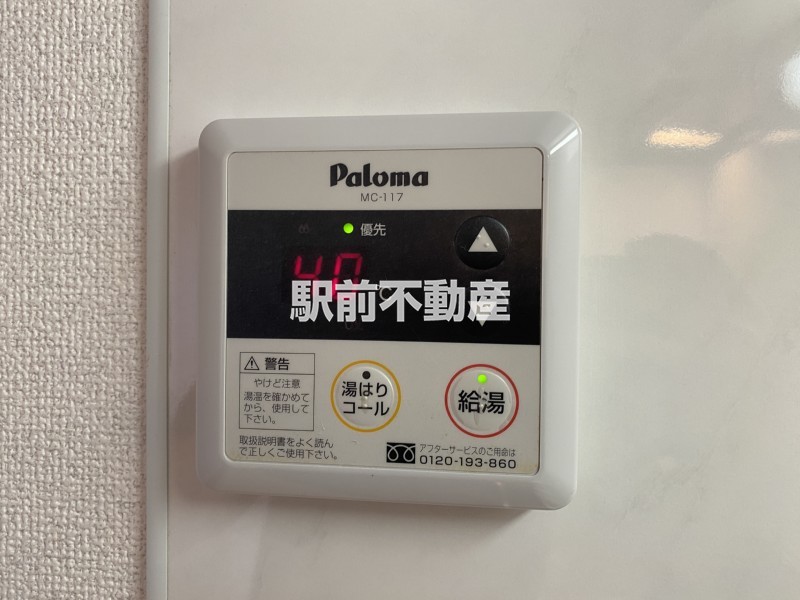 Paloma
MC-117
優先
40
℃
駅前不動産
警告
やけど注意
湯温を確かめて
から、使用して
下さい。
取扱説明書をよく読ん
で正しくご使用下さい。
湯はり
コール
給湯
アフターサービスのご用命は
0120-193-860